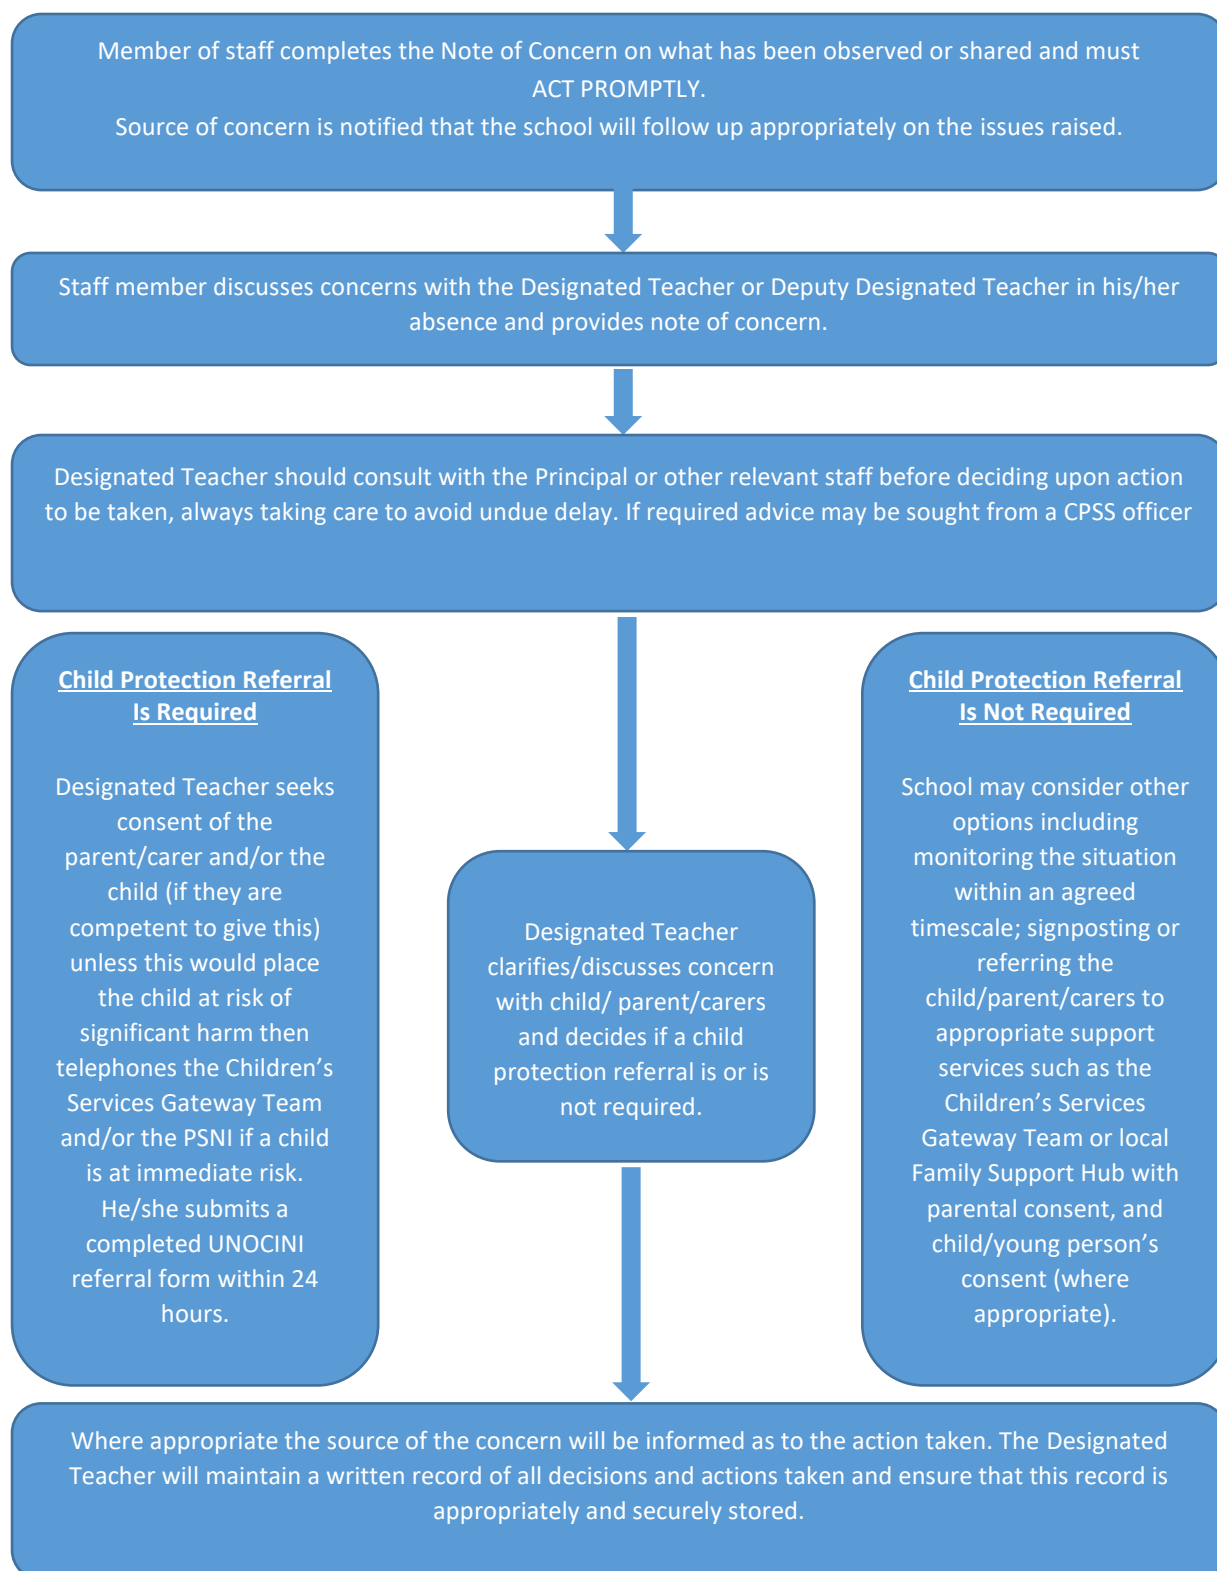 Member of staff completes the Note of Concern on what has been observed or shared and must
ACT PROMPTLY.
Source of concern is notified that the school will follow up appropriately on the issues raised.
Staff member discusses concerns with the Designated Teacher or Deputy Designated Teacher in his/her
absence and provides note of concern.
Designated Teacher should consult with the Principal or other relevant staff before deciding upon action
to be taken, always taking care to avoid undue delay. If required advice may be sought from a CPSS officer
Child Protection Referral
Is Required
Designated Teacher seeks
consent of the
parent/carer and/or the
child (if they are
competent to give this)
unless this would place
the child at risk of
significant harm then
telephones the Children’s
Services Gateway Team
and/or the PSNI if a child
is at immediate risk.
He/she submits a
completed UNOCINI
referral form within 24
hours.
Designated Teacher
clarifies/discusses concern
with child/ parent/carers
and decides if a child
protection referral is or is
not required.
Child Protection Referral
Is Not Required
School may consider other
options including
monitoring the situation
within an agreed
timescale; signposting or
referring the
child/parent/carers to
appropriate support
services such as the
Children’s Services
Gateway Team or local
Family Support Hub with
parental consent, and
child/young person’s
consent (where
appropriate).
Where appropriate the source of the concern will be informed as to the action taken. The Designated
Teacher will maintain a written record of all decisions and actions taken and ensure that this record is
appropriately and securely stored.